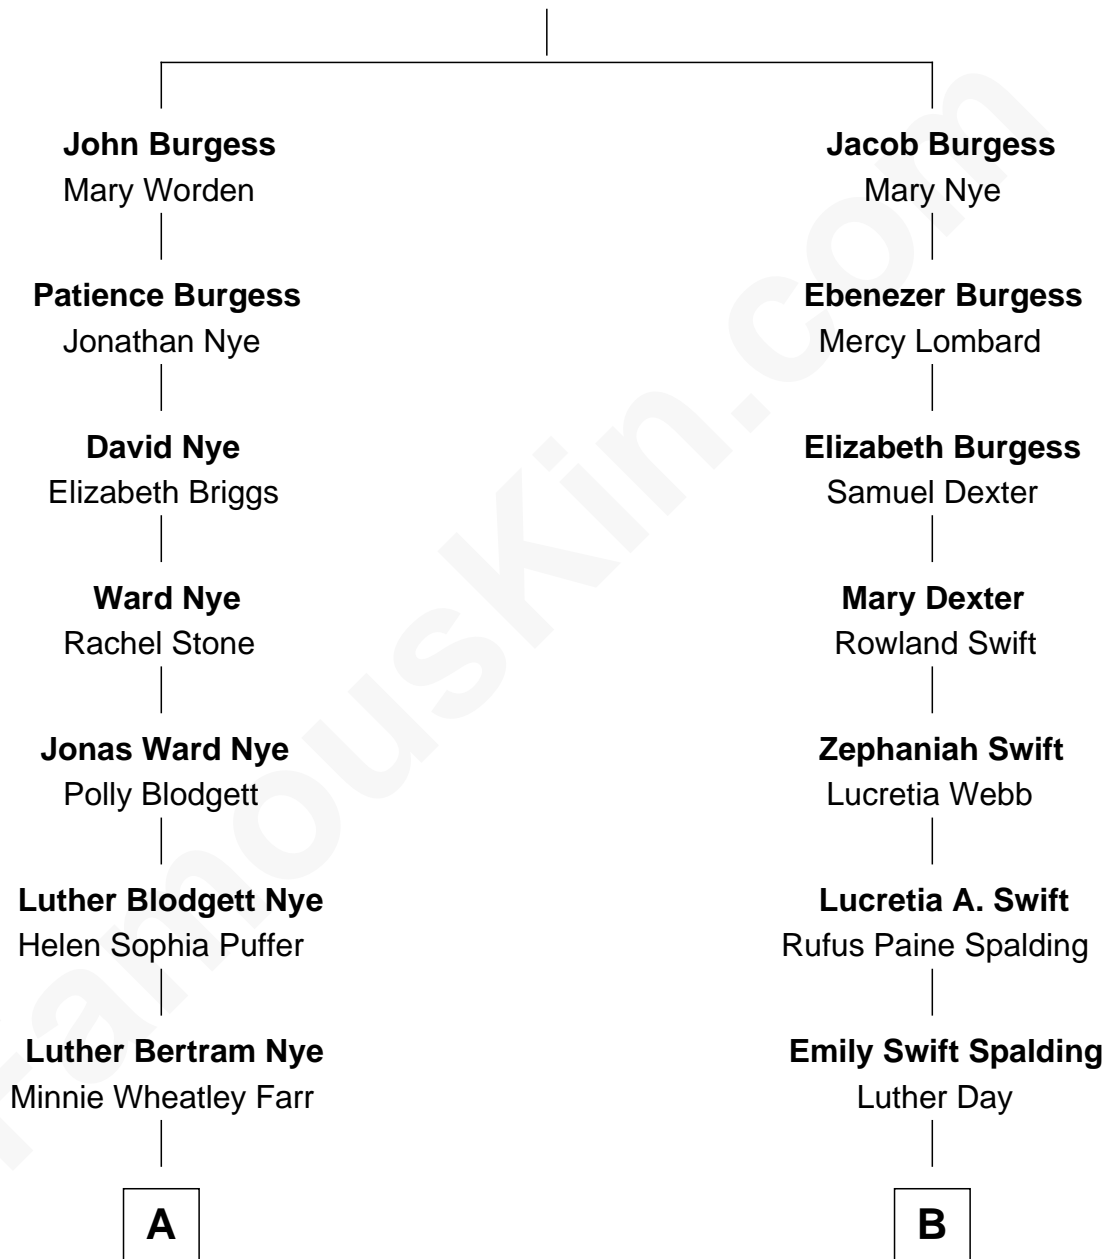 John Burgess
Mary Worden
Jacob Burgess
Mary Nye
Patience Burgess
Jonathan Nye
Ebenezer Burgess
Mercy Lombard
David Nye
Elizabeth Briggs
Elizabeth Burgess
Samuel Dexter
Ward Nye
Rachel Stone
Mary Dexter
Rowland Swift
Jonas Ward Nye
Polly Blodgett
Zephaniah Swift
Lucretia Webb
Luther Blodgett Nye
Helen Sophia Puffer
Lucretia A. Swift
Rufus Paine Spalding
Luther Bertram Nye
Minnie Wheatley Farr
Emily Swift Spalding
Luther Day
A
B
FamousKin.com